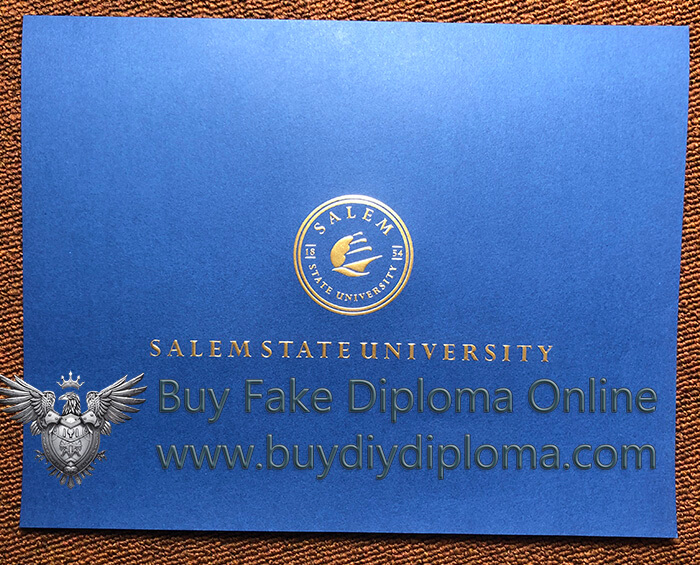 SALEM
18 54
STATE UNIVERSITY
SALEM STATE UNIVERSITY
Buy Fake Diploma Online
www.buydiydiploma.com